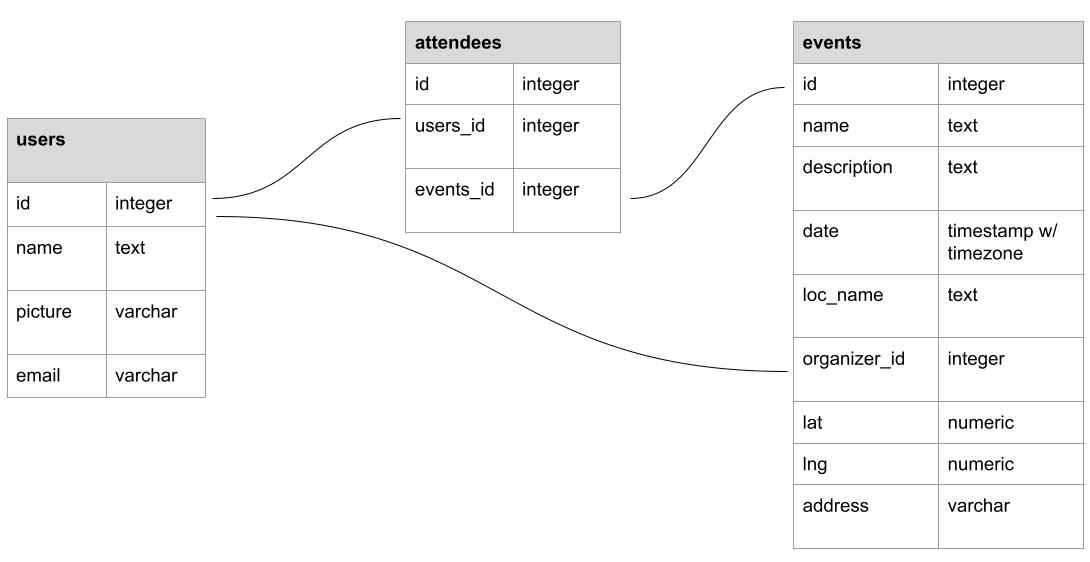 users
id integer
name text
picture varchar
email varchar
attendees
id integer
users_id integer
events_id integer
events
id integer
name text
description text
date timestamp w/
timezone
loc_name text
organizer_id integer
lat numeric
lng numeric
address varchar